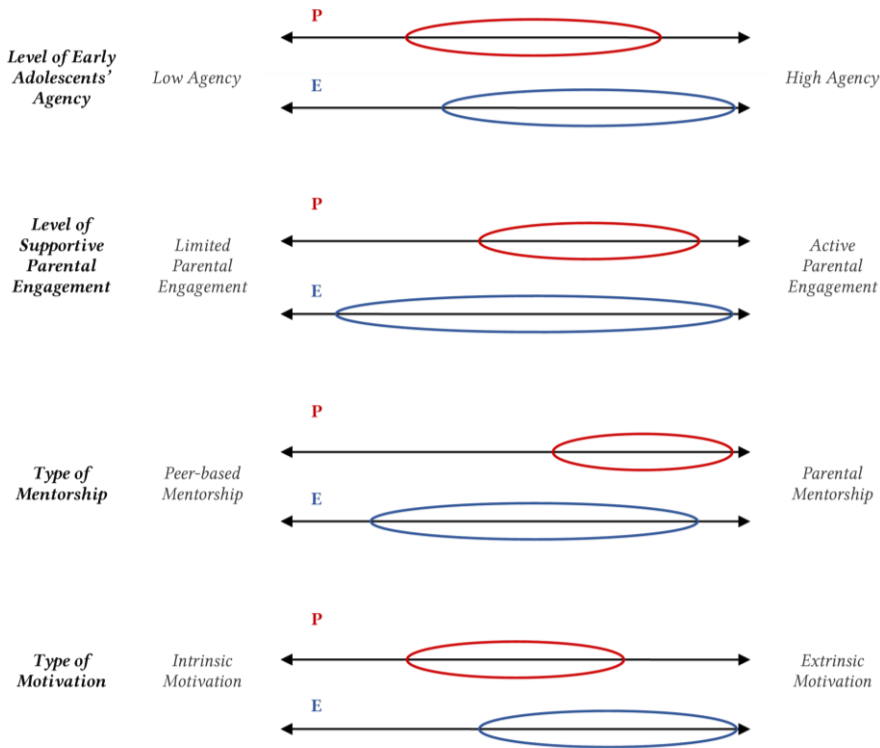 P
Level of Early
Adolescents'
Agency
Low Agency
High Agency
E
P
Level of
Supportive
Parental
Engagement
Limited
Parental
Engagement
Active
Parental
Engagement
E
P
Type of
Mentorship
Peer-based
Mentorship
Parental
Mentorship
E
P
Type of
Motivation
Intrinsic
Motivation
Extrinsic
Motivation
E